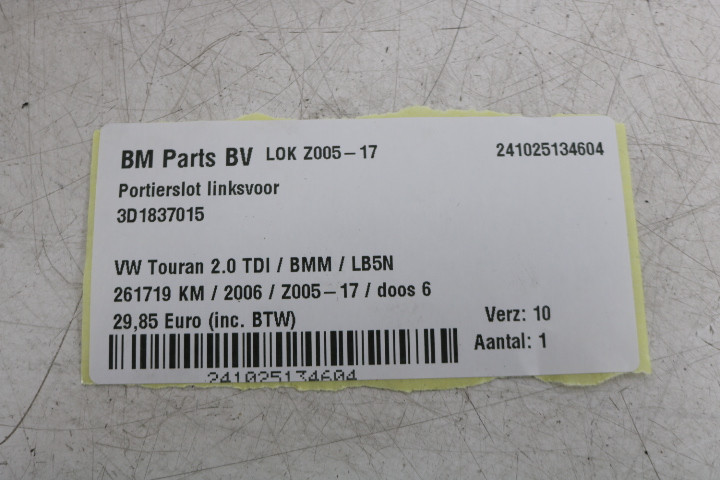 BM Parts BV LOK Z005-17 241025134604
Portierslot linksvoor
3D1837015
VW Touran 2.0 TDI / BMM / LB5N
261719 KM / 2006 / Z005-17 / doos 6
29,85 Euro (inc. BTW) Verz: 10
Aantal: 1
241025134604